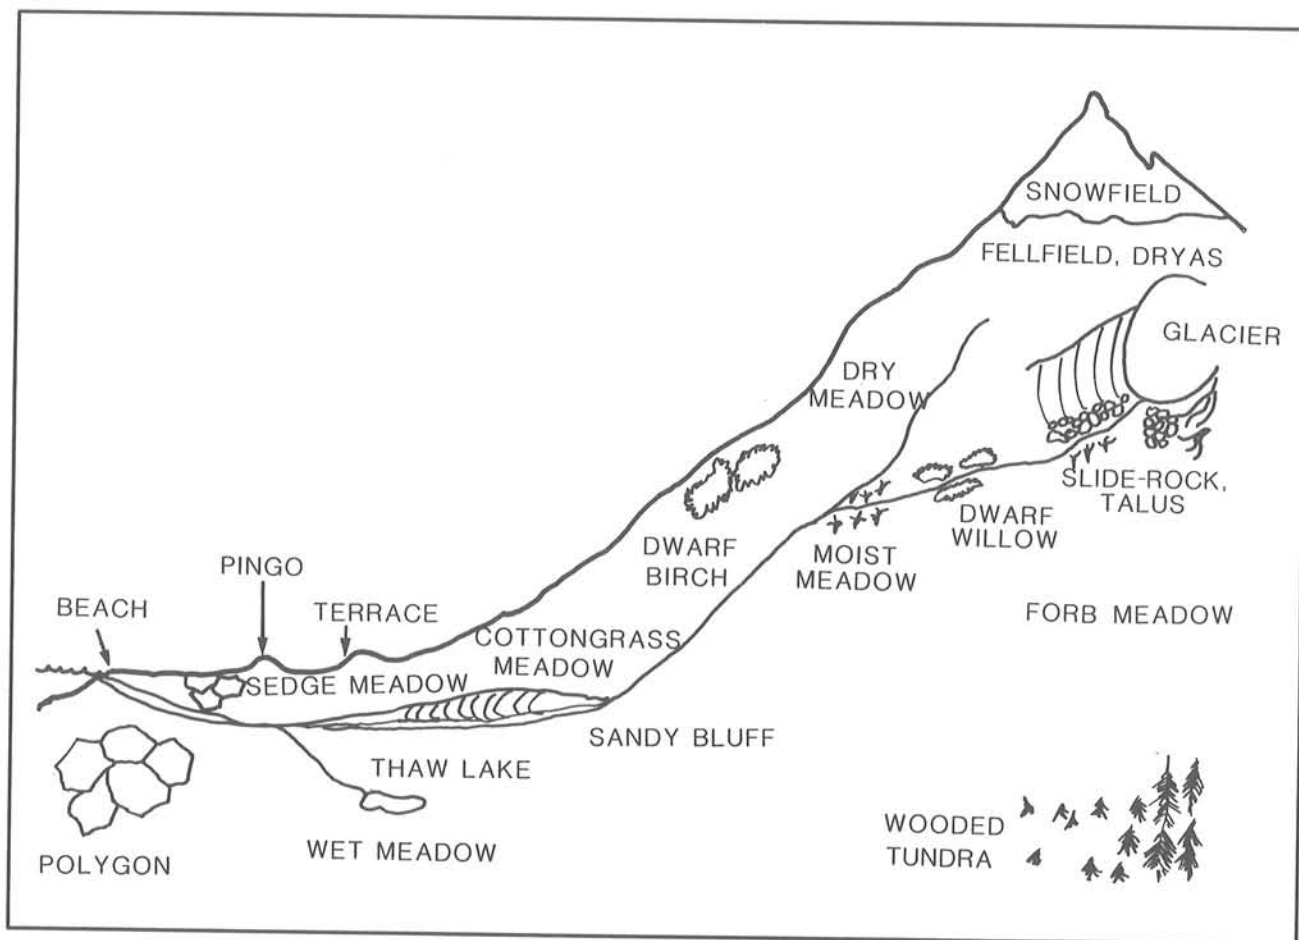 SNOWFIELD
FELLFIELD, DRYAS
GLACIER
DRY
MEADOW
SLIDE-ROCK,
TALUS
DWARF
WILLOW
MOIST
MEADOW
DWARF
BIRCH
PINGO
BEACH
TERRACE
FORB MEADOW
COTTONGRASS
MEADOW
SEDGE MEADOW
SANDY BLUFF
THAW LAKE
WET MEADOW
POLYGON
WOODED
TUNDRA